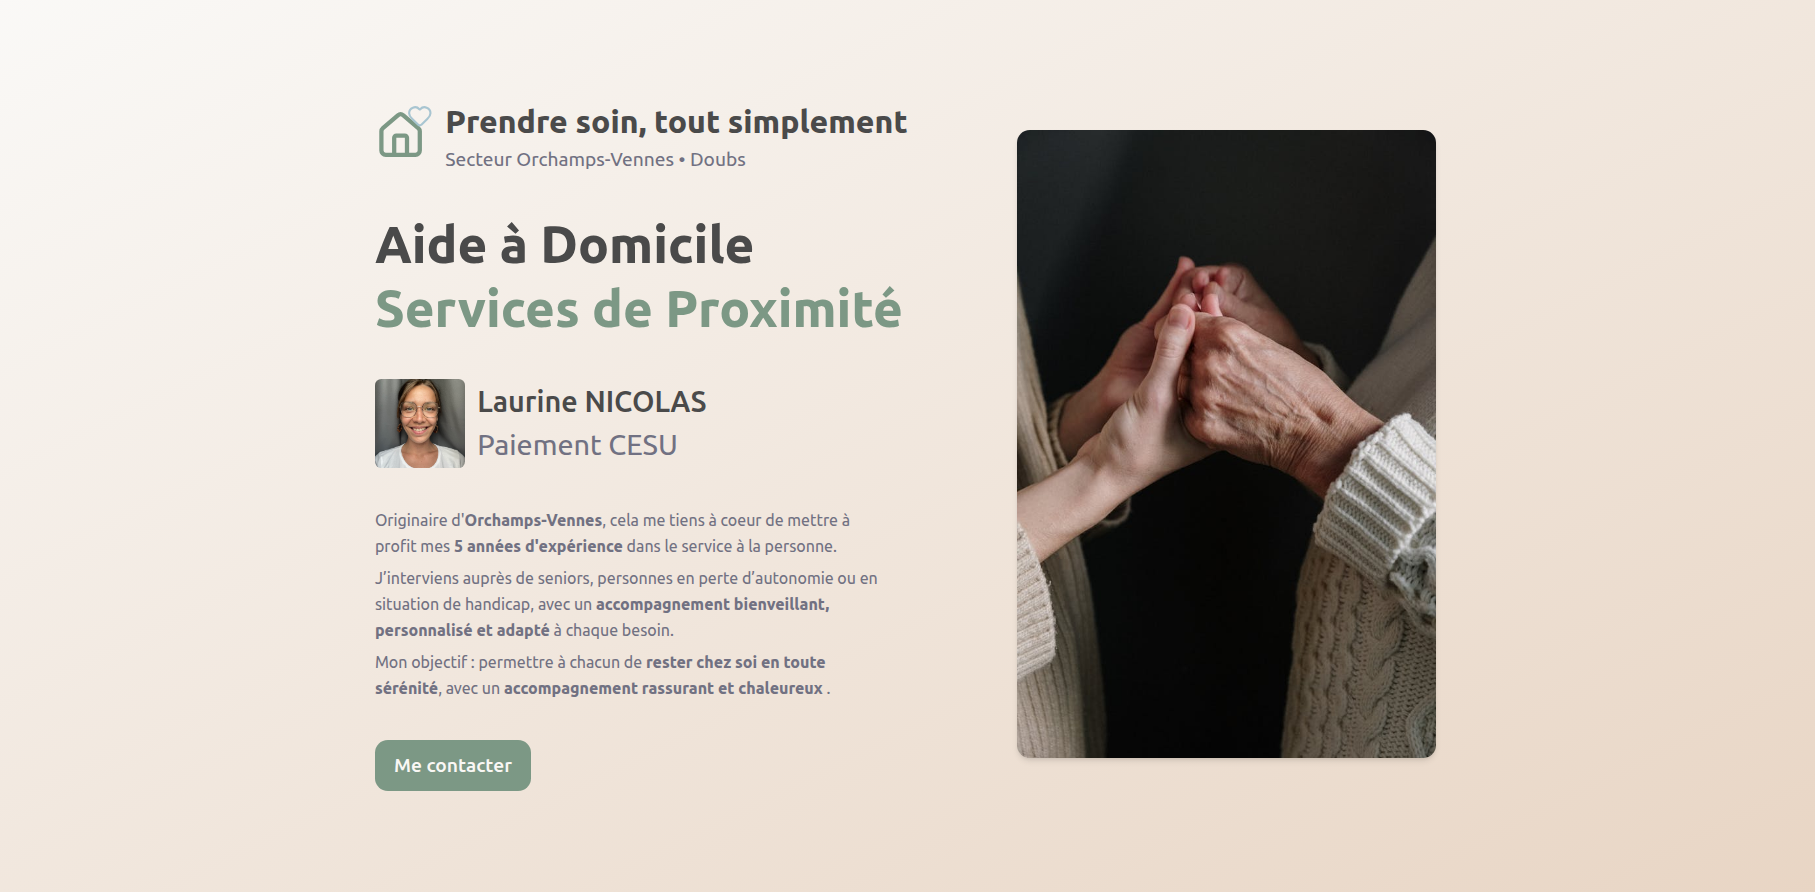 Prendre soin, tout simplement
Secteur Orchamps-Vennes • Doubs
Aide à Domicile
Services de Proximité
Laurine NICOLAS
Paiement CESU
Originaire d'Orchamps-Vennes, cela me tiens à coeur de mettre à
profit mes 5 années d'expérience dans le service à la personne.
J’interviens auprès de seniors, personnes en perte d’autonomie ou en
situation de handicap, avec un accompagnement bienveillant,
personnalisé et adapté à chaque besoin.
Mon objectif : permettre à chacun de rester chez soi en toute
sérénité, avec un accompagnement rassurant et chaleureux .
Me contacter